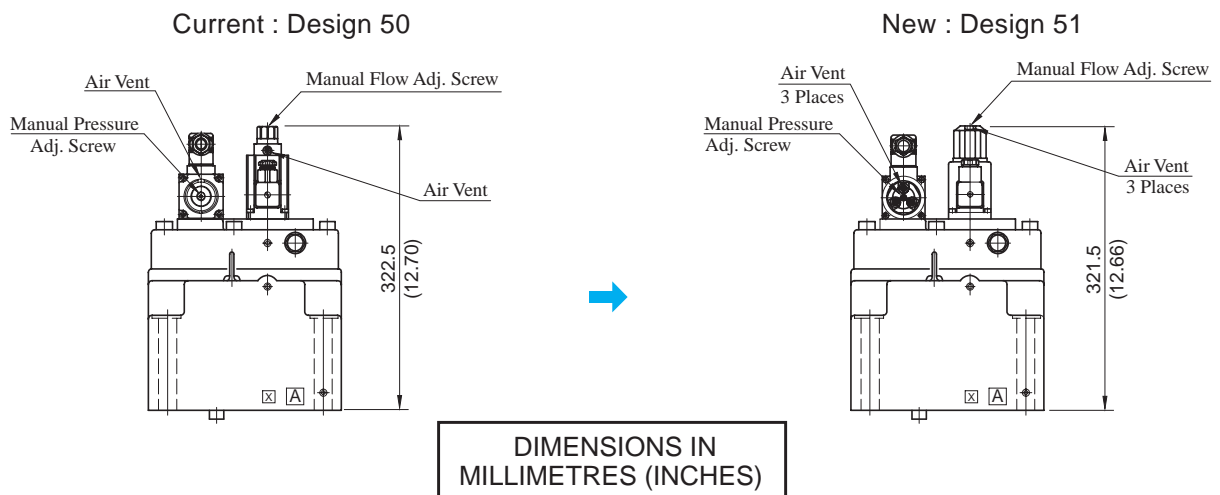 Current : Design 50
New : Design 51
Air Vent
Manual Flow Adj. Screw
Manual Pressure
Adj. Screw
Air Vent
322.5
(12.70)
X A
Air Vent
3 Places
Manual Flow Adj. Screw
Manual Pressure
Adj. Screw
Air Vent
3 Places
321.5
(12.66)
X A
DIMENSIONS IN
MILLIMETRES (INCHES)